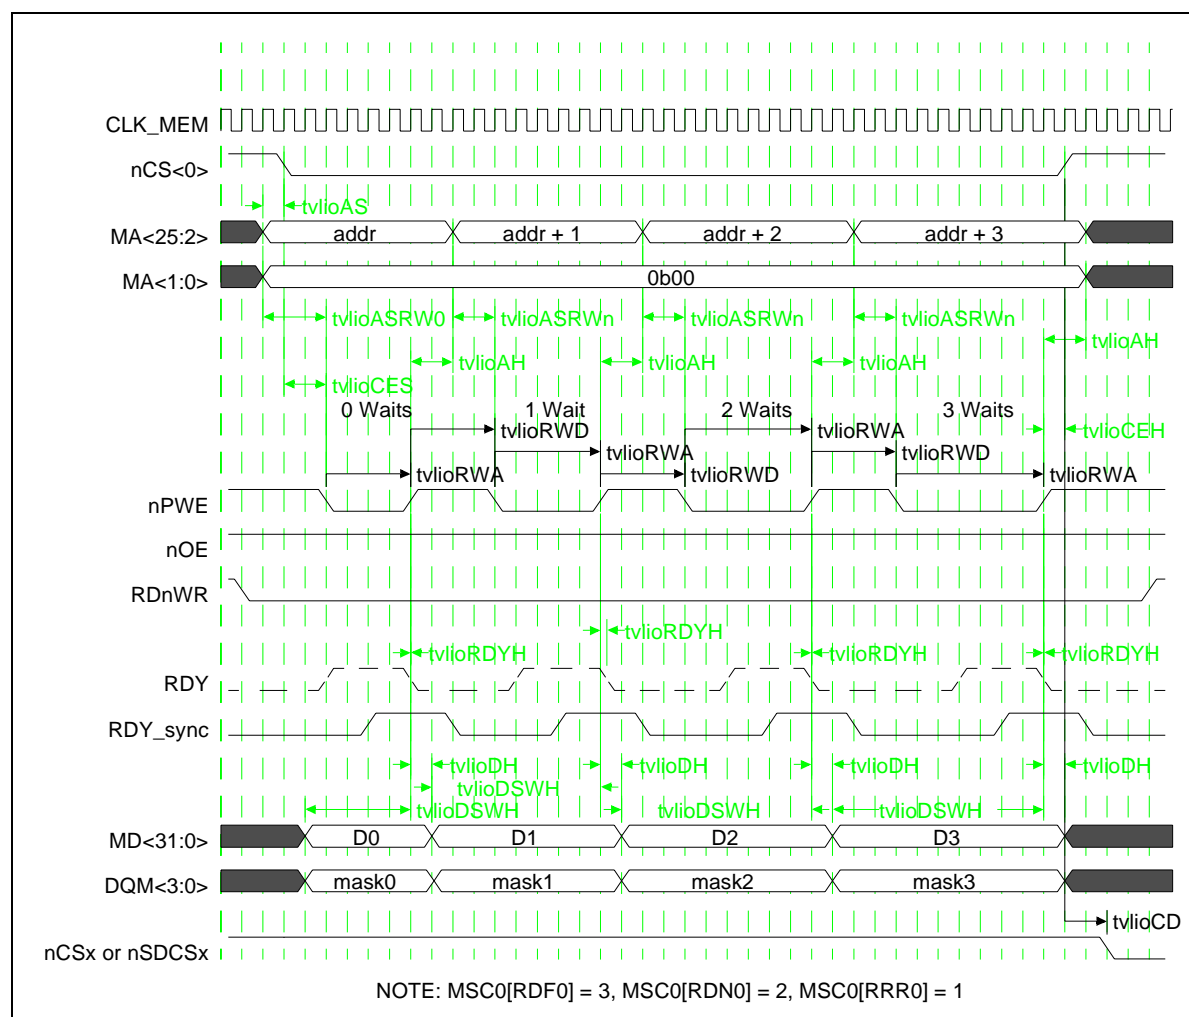 CLK_MEM
nCS<0>
tvlioAS
MA<25:2> addr addr + 1 addr + 2 addr + 3
MA<1:0> 0b00
tvlioASRW0 tvlioASRWn tvlioASRWn tvlioASRWn
tvlioAH
tvlioAH tvlioAH tvlioAH
tvlioCES
0 Waits 1 Wait 2 Waits 3 Waits
tvlioRWD tvlioRWA tvlioCEH
tvlioRWA tvlioRWD
tvlioRWA tvlioRWD tvlioRWA
nPWE
nOE
RDnWR
tvlioRDYH
tvlioRDYH tvlioRDYH tvlioRDYH
RDY
RDY_sync
tvlioDH tvlioDH tvlioDH tvlioDH
tvlioDSWH
tvlioDSWH tvlioDSWH tvlioDSWH
MD<31:0> D0 D1 D2 D3
DQM<3:0> mask0 mask1 mask2 mask3
tvlioCD
nCSx or nSDCSx
NOTE: MSC0[RDF0] = 3, MSC0[RDN0] = 2, MSC0[RRR0] = 1